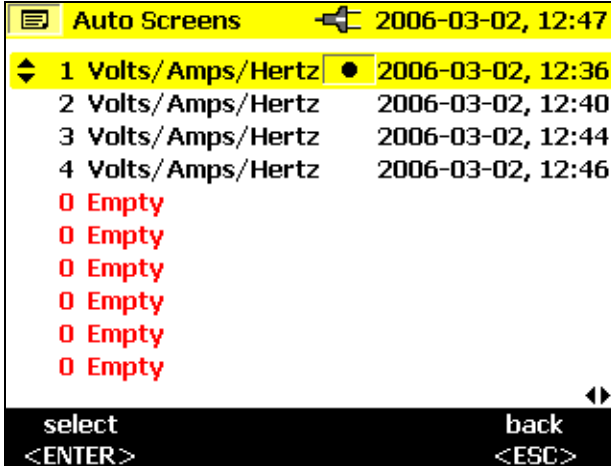 Auto Screens 2006-03-02, 12:47
1 Volts/Amps/Hertz 2006-03-02, 12:36
2 Volts/Amps/Hertz 2006-03-02, 12:40
3 Volts/Amps/Hertz 2006-03-02, 12:44
4 Volts/Amps/Hertz 2006-03-02, 12:46
0 Empty
0 Empty
0 Empty
0 Empty
0 Empty
0 Empty
select back
<ENTER> <ESC>